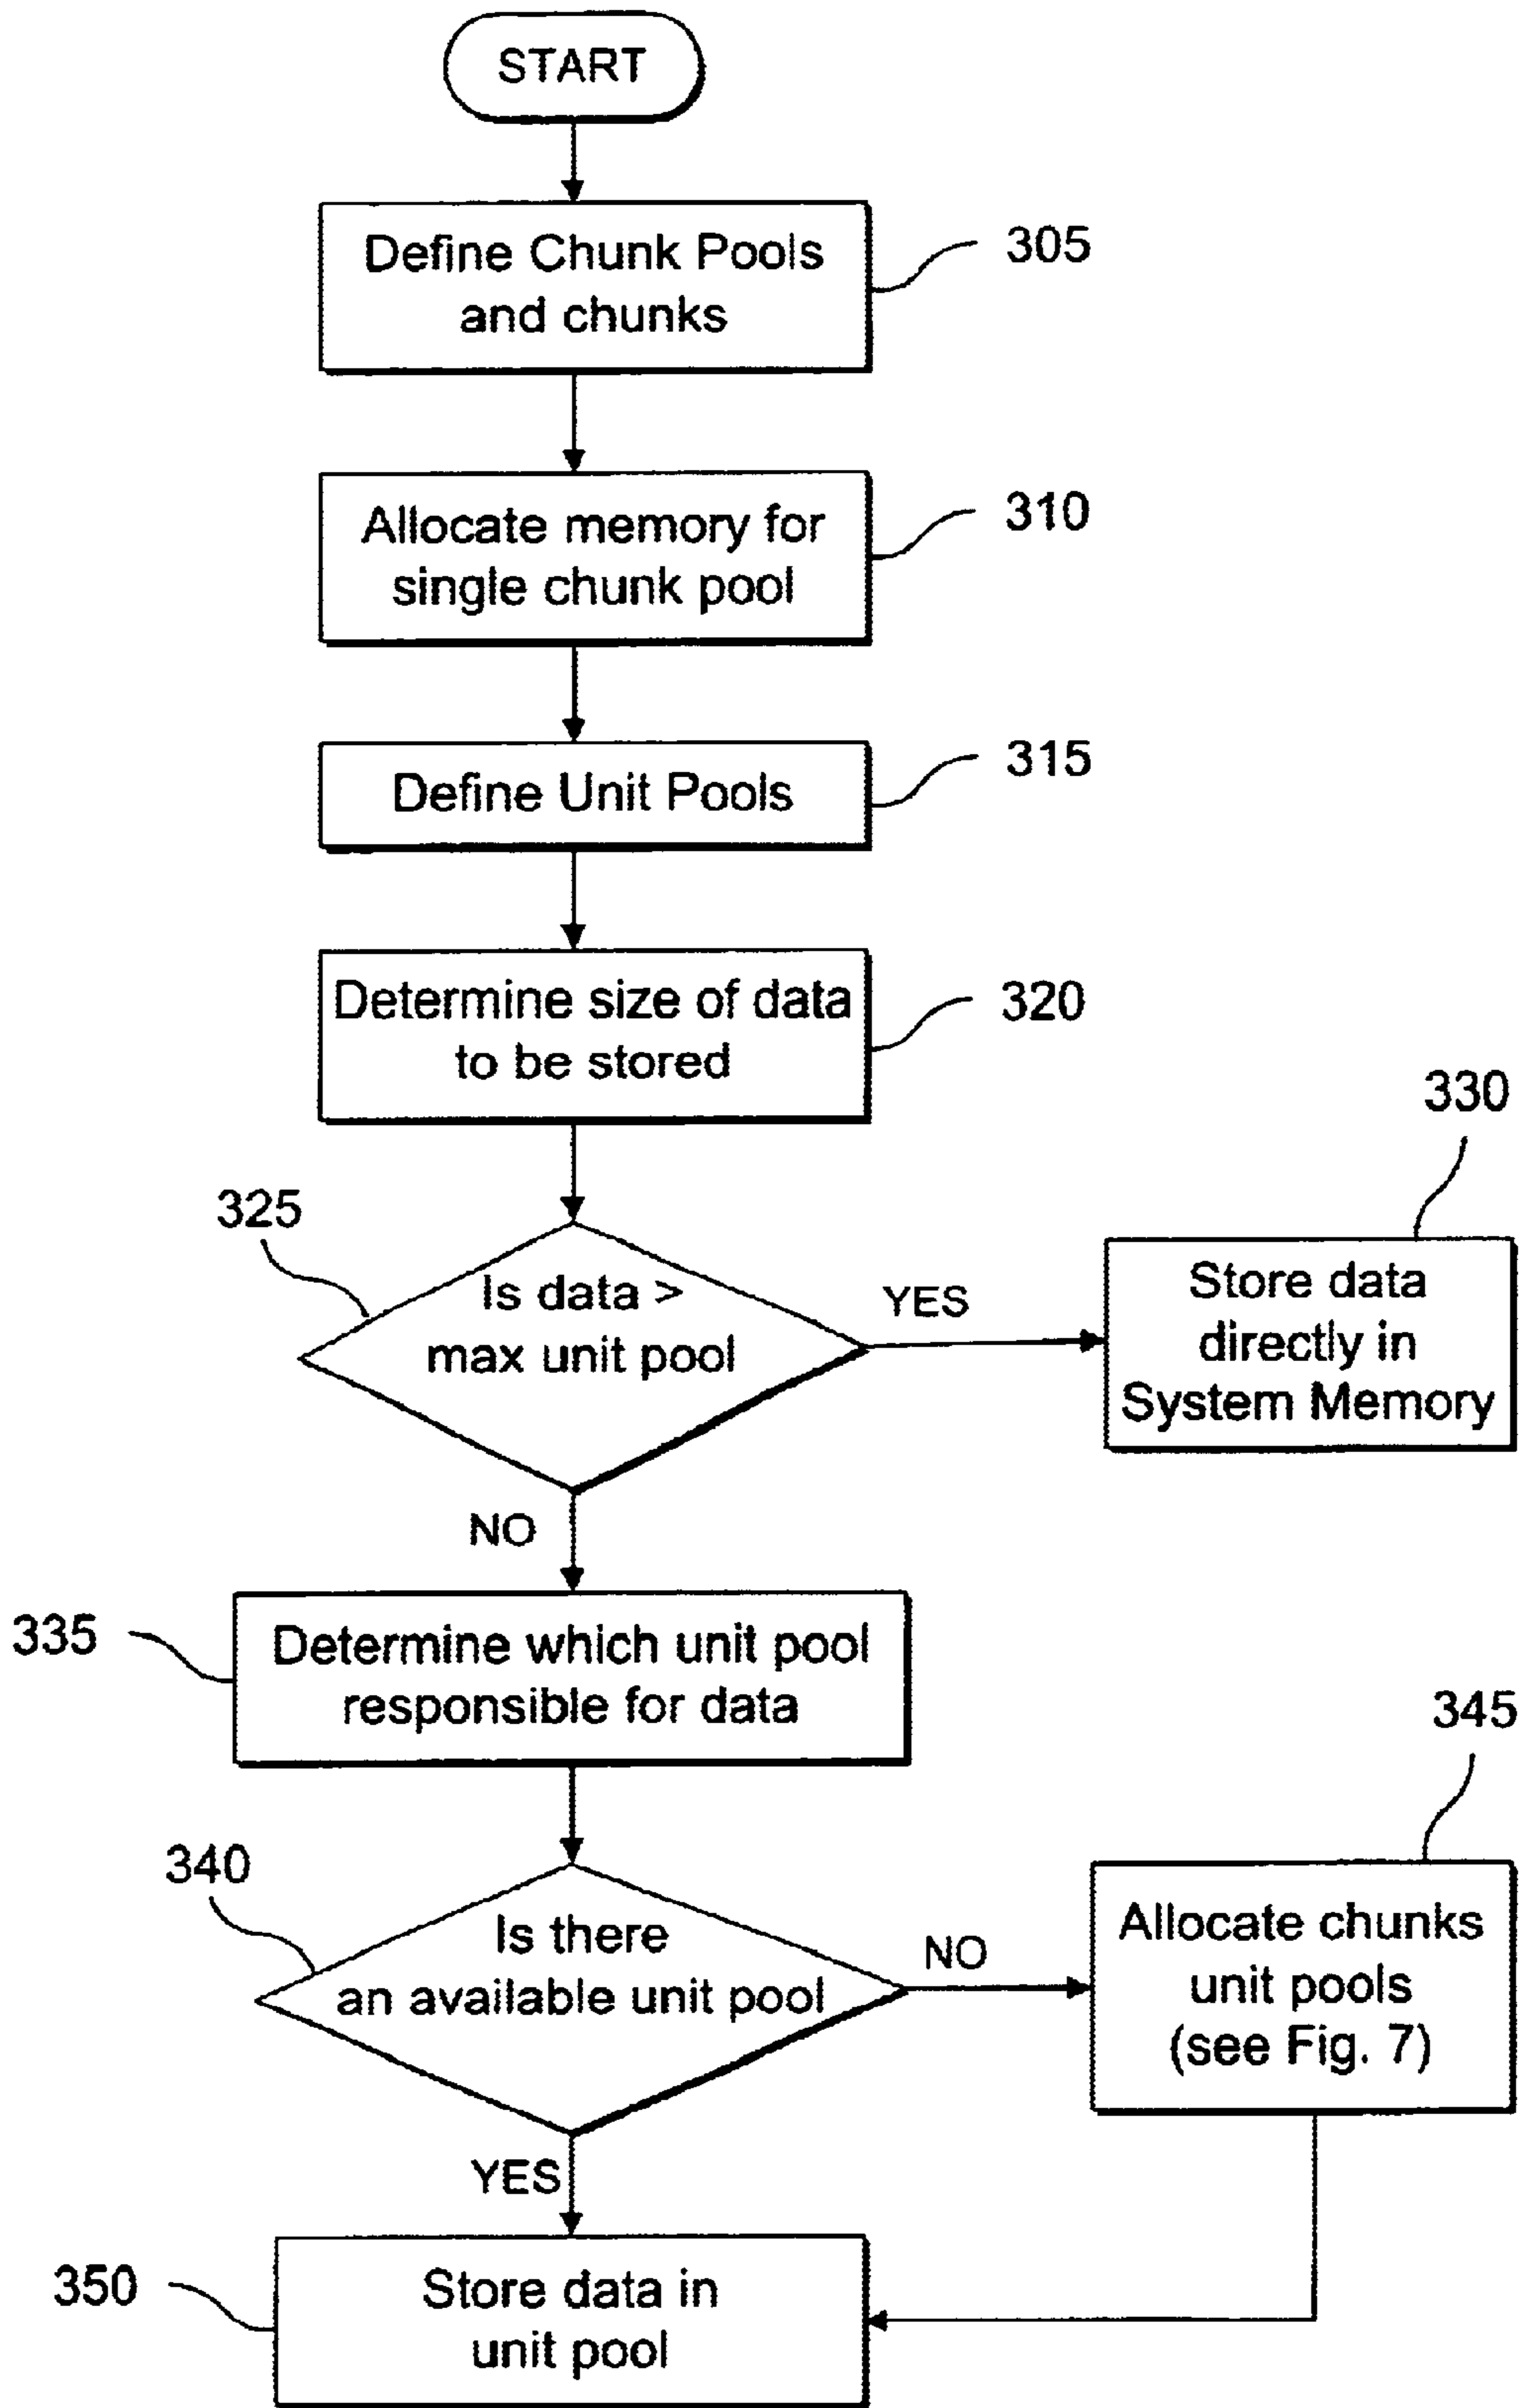 START
Define Chunk Pools
and chunks
305
Allocate memory for
single chunk pool
310
Define Unit Pools
315
Determine size of data
to be stored
320
325
Is data >
max unit pool
YES
330
Store data
directly in
System Memory
NO
335
Determine which unit pool
responsible for data
340
Is there
an available unit pool
NO
345
Allocate chunks
unit pools
(see Fig. 7)
YES
350
Store data in
unit pool